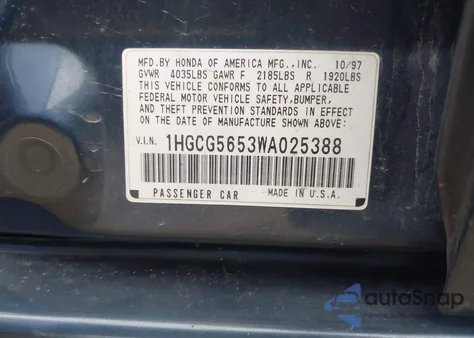 MFD.BY HONDA OF AMERICA MFG.,INC. 10/97
GVWR 4035LBS GAWR F 2185LBS R 1920LBS
THIS VEHICLE CONFORMS TO ALL APPLICABLE
FEDERAL MOTOR VEHICLE SAFETY,BUMPER,
AND THEFT PREVENTION STANDARDS IN EFFECT
ON THE DATE OF MANUFACTURE SHOWN ABOVE.
V.I.N. 1HGCG5653WA025388
PASSENGER CAR MADE IN U.S.A.
autoSnap